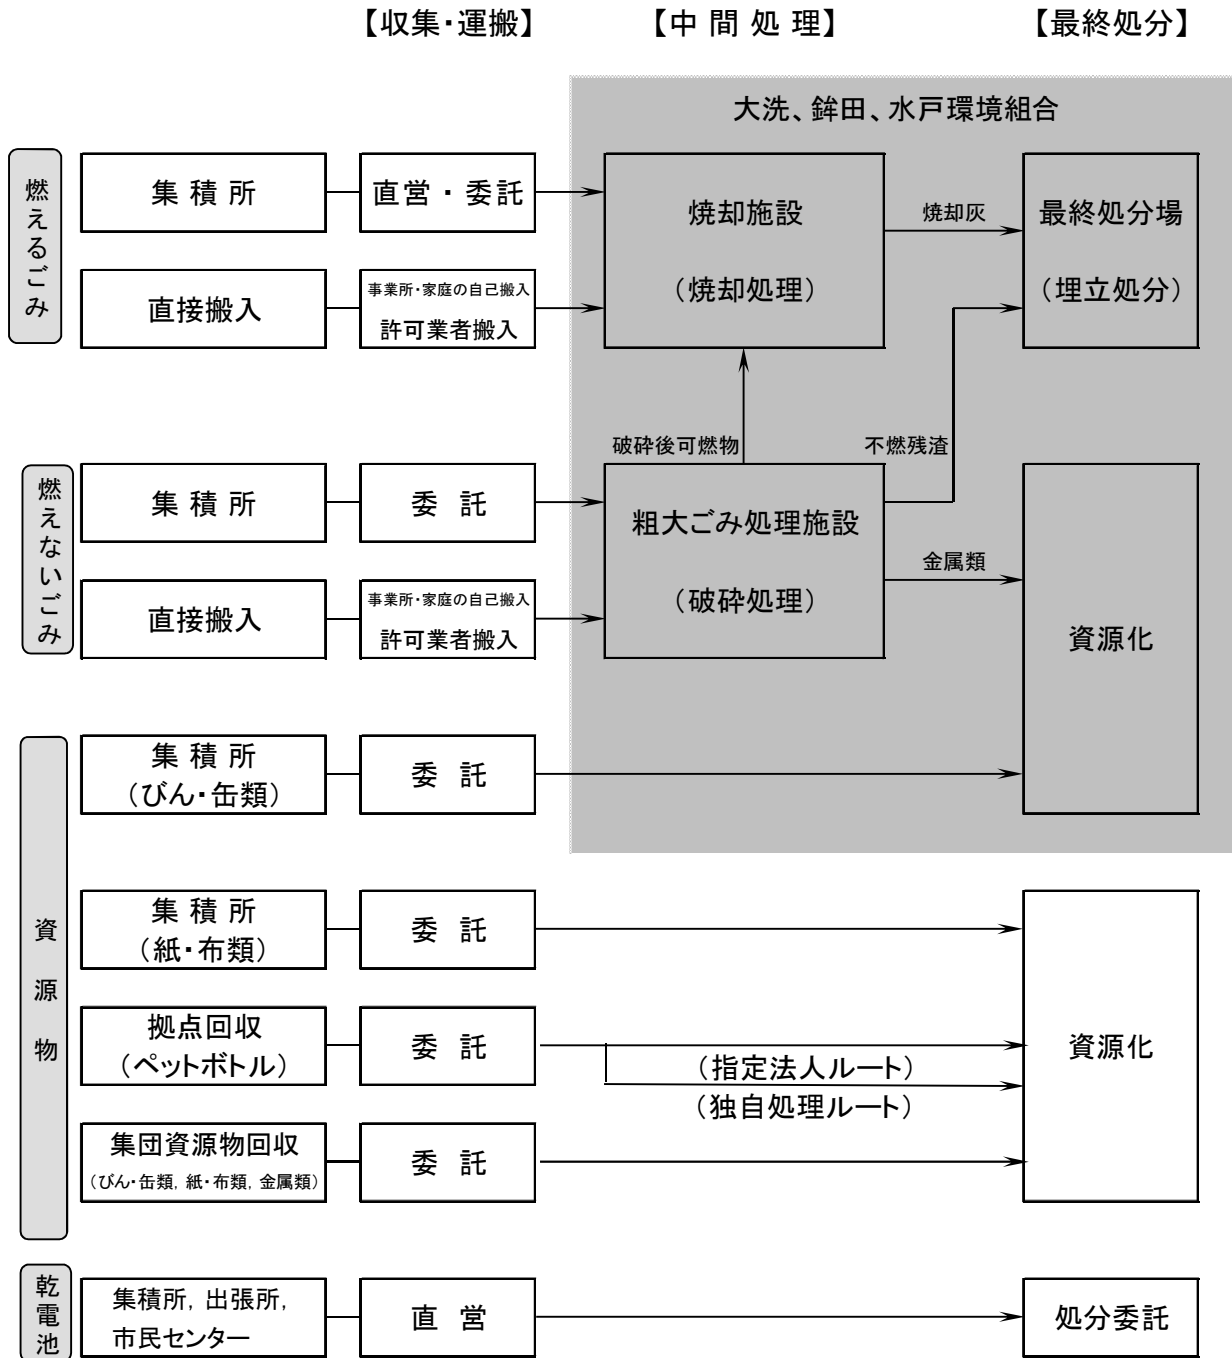 【収集・運搬】
【中 間 処 理】
【最終処分】
大洗、鉾田、水戸環境組合
燃えるごみ
集 積 所
直営 ・ 委託
焼却施設
（焼却処理）
焼却灰
最終処分場
（埋立処分）
直接搬入
事業所・家庭の自己搬入
許可業者搬入
破砕後可燃物
不燃残渣
燃えないごみ
集 積 所
委 託
粗大ごみ処理施設
（破砕処理）
金属類
資源化
直接搬入
事業所・家庭の自己搬入
許可業者搬入
資源物
集 積 所
（びん・缶類）
委 託
集 積 所
（紙・布類）
委 託
資源化
拠点回収
（ペットボトル）
委 託
（指定法人ルート）
（独自処理ルート）
集団資源物回収
（びん・缶類, 紙・布類, 金属類）
委 託
乾電池
集積所, 出張所,
市民センター
直 営
処分委託